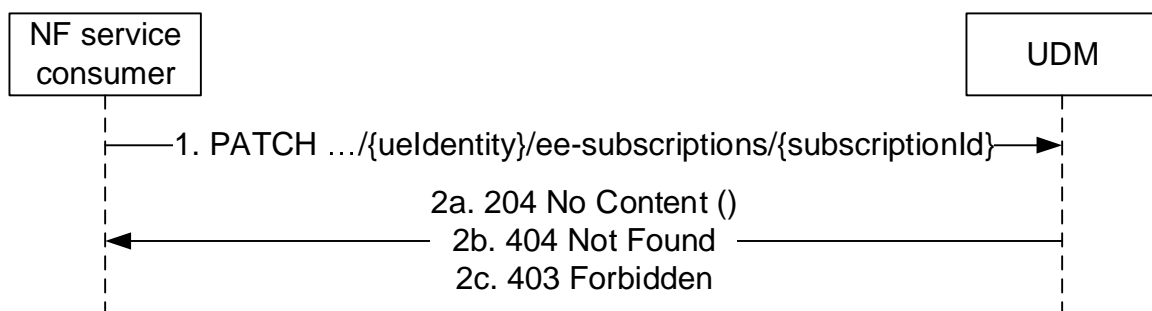 NF service
consumer
UDM
1. PATCH …/{ueIdentity}/ee-subscriptions/{subscriptionId}
2a. 204 No Content ()
2b. 404 Not Found
2c. 403 Forbidden